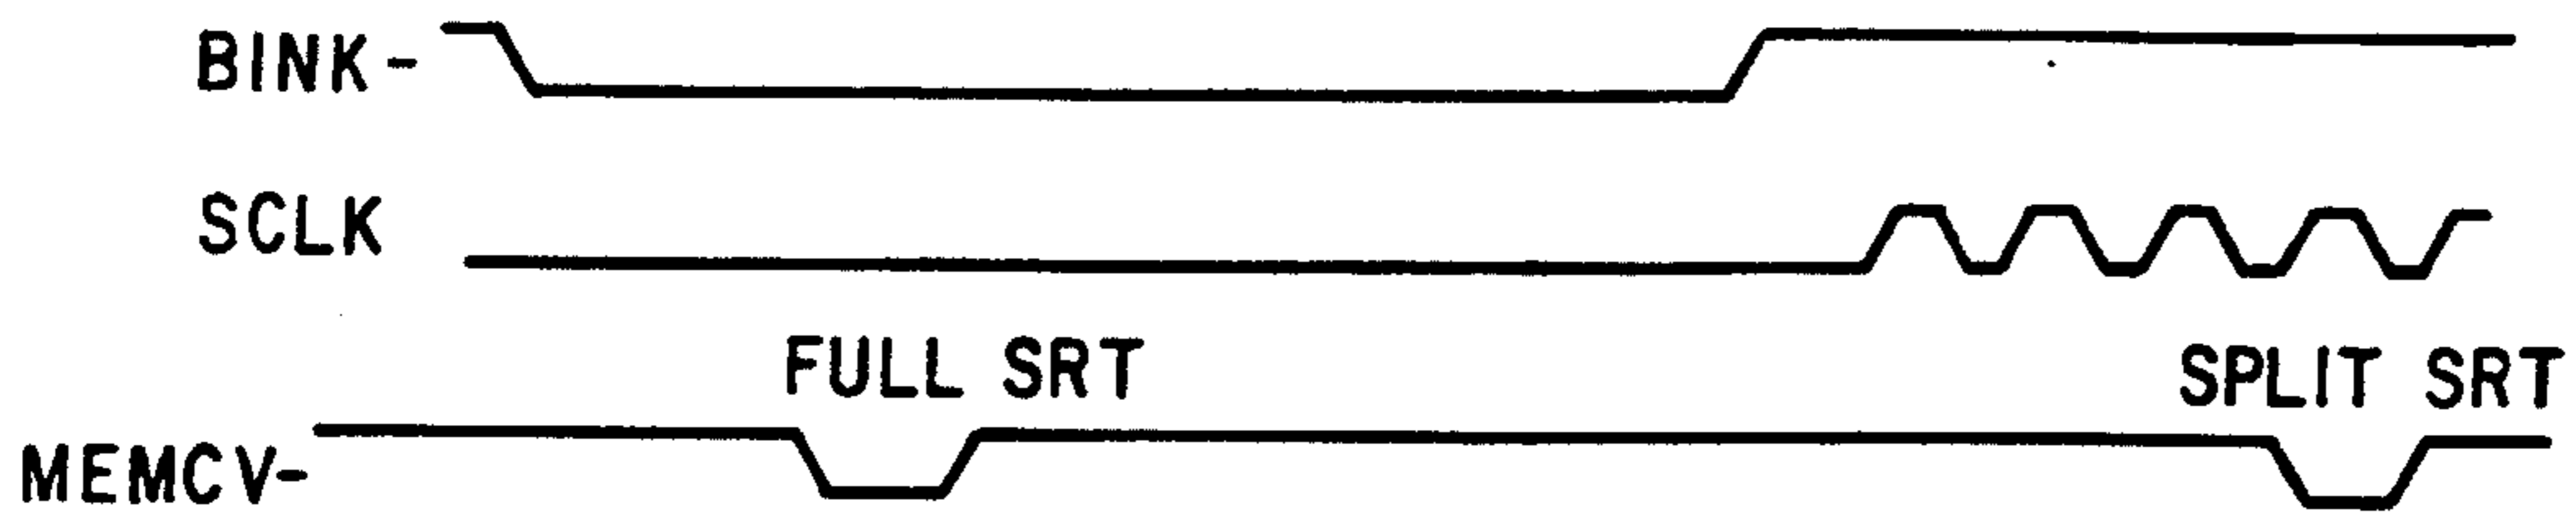 BINK-
SCLK
FULL SRT
SPLIT SRT
MEMCV-